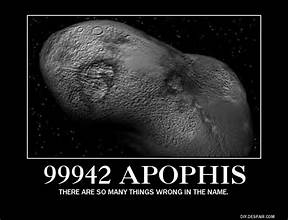 99942 APOPHIS
THERE ARE SO MANY THINGS WRONG IN THE NAME.
DIY.DESPAIR.COM